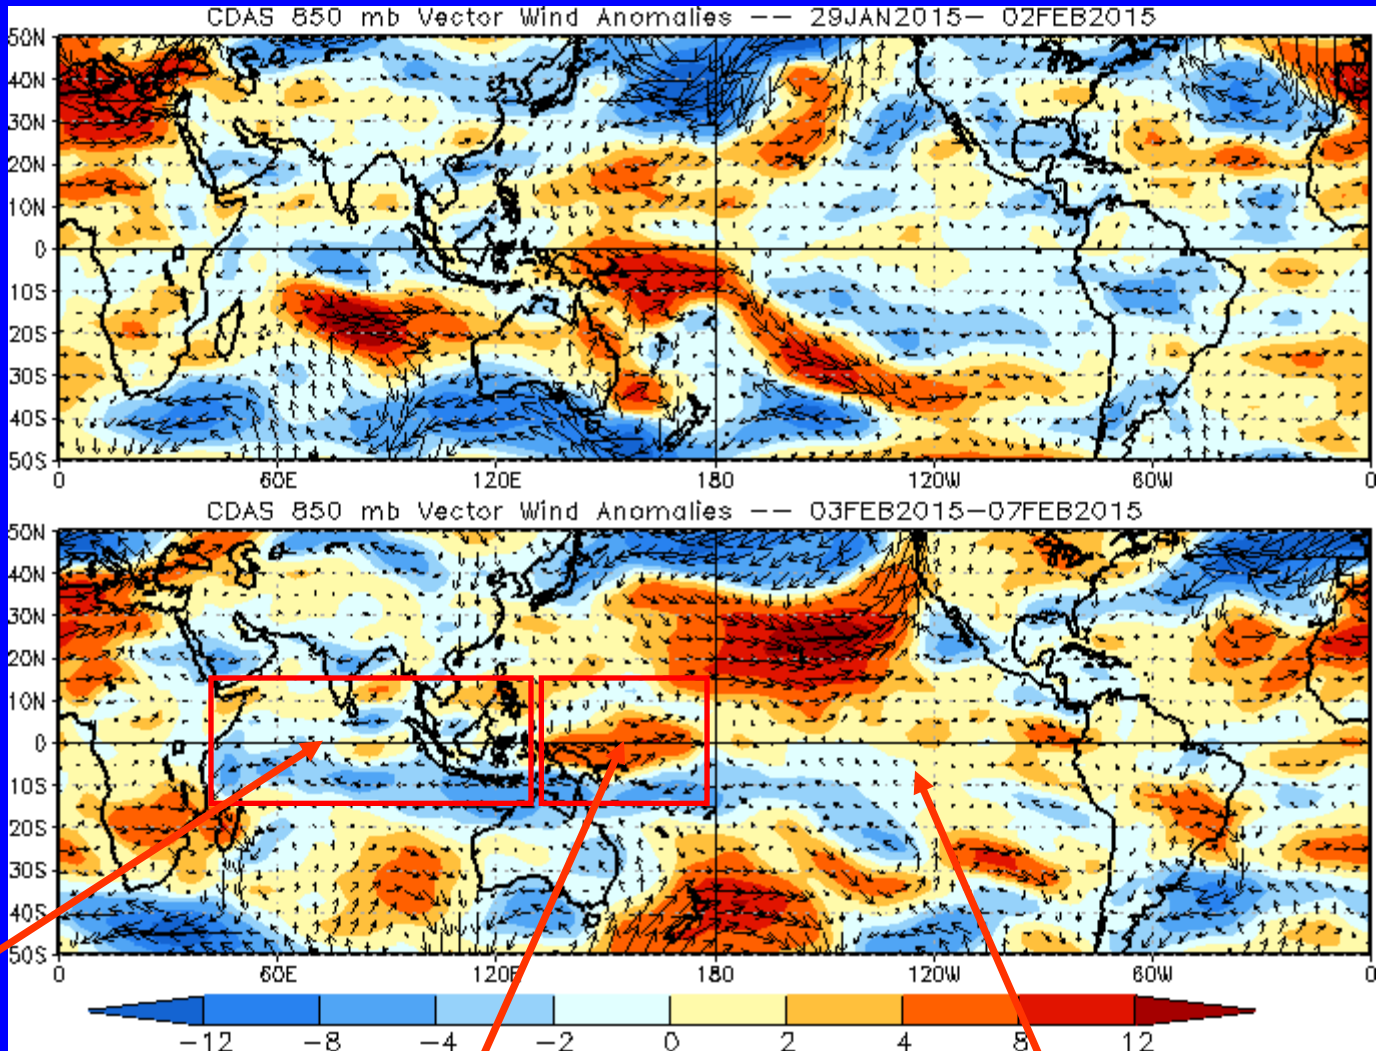 CDAS 850 mb Vector Wind Anomalies -- 29JAN2015- 02FEB2015
50N
40N
30N
20N
10N
0
10S
20S
30S
40S
50S
0 60E 120E 180 120W 60W 0
CDAS 850 mb Vector Wind Anomalies -- 03FEB2015-07FEB2015
50N
40N
30N
20N
10N
0
10S
20S
30S
40S
50S
0 60E 120E 180 120W 60W 0
-12 -8 -4 -2 0 2 4 8 12